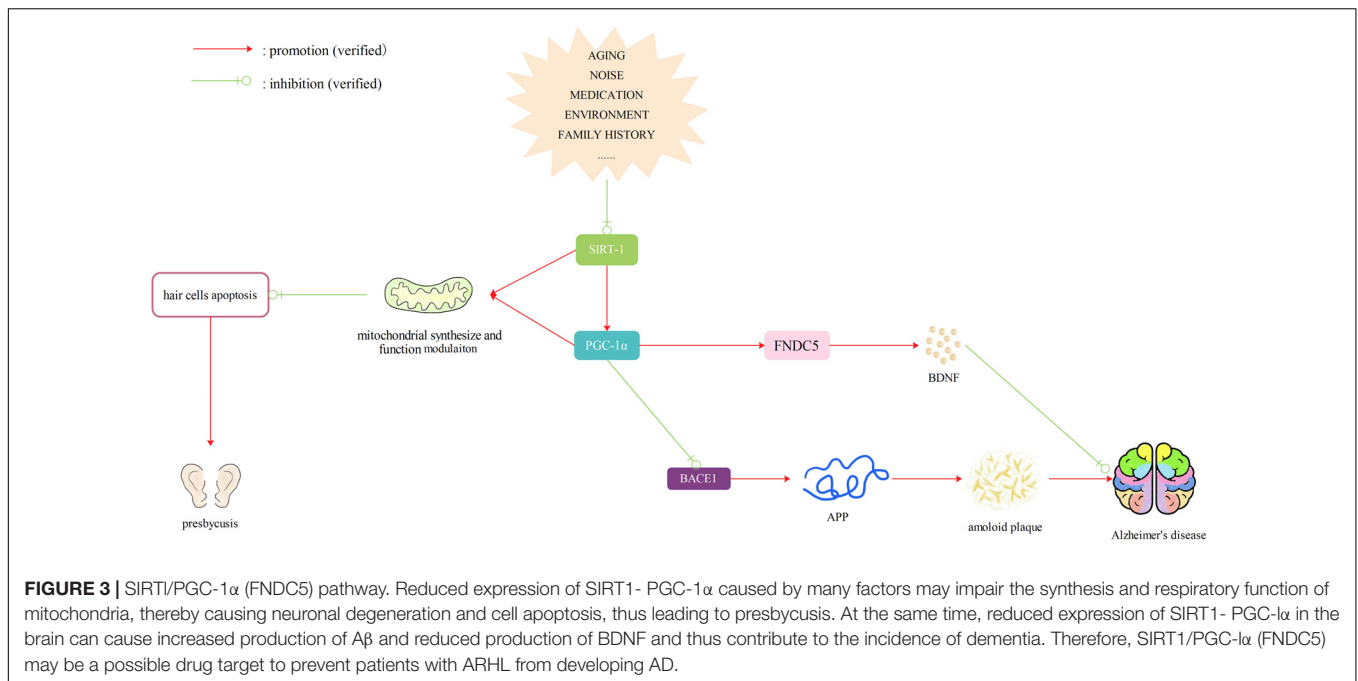 : promotion (verified）
: inhibition (verified)
AGING
NOISE
MEDICATION
ENVIRONMENT
FAMILY HISTORY
......
SIRT-1
hair cells apoptosis
mitochondrial synthesize and
function modulaiton
PGC-1α
FNDC5
BDNF
BACE1
APP
amoloid plaque
Alzheimer's disease
presbycusis
FIGURE 3 | SIRTl/PGC-1α (FNDC5) pathway. Reduced expression of SIRT1- PGC-1α caused by many factors may impair the synthesis and respiratory function of
mitochondria, thereby causing neuronal degeneration and cell apoptosis, thus leading to presbycusis. At the same time, reduced expression of SIRT1- PGC-lα in the
brain can cause increased production of Aβ and reduced production of BDNF and thus contribute to the incidence of dementia. Therefore, SIRT1/PGC-lα (FNDC5)
may be a possible drug target to prevent patients with ARHL from developing AD.